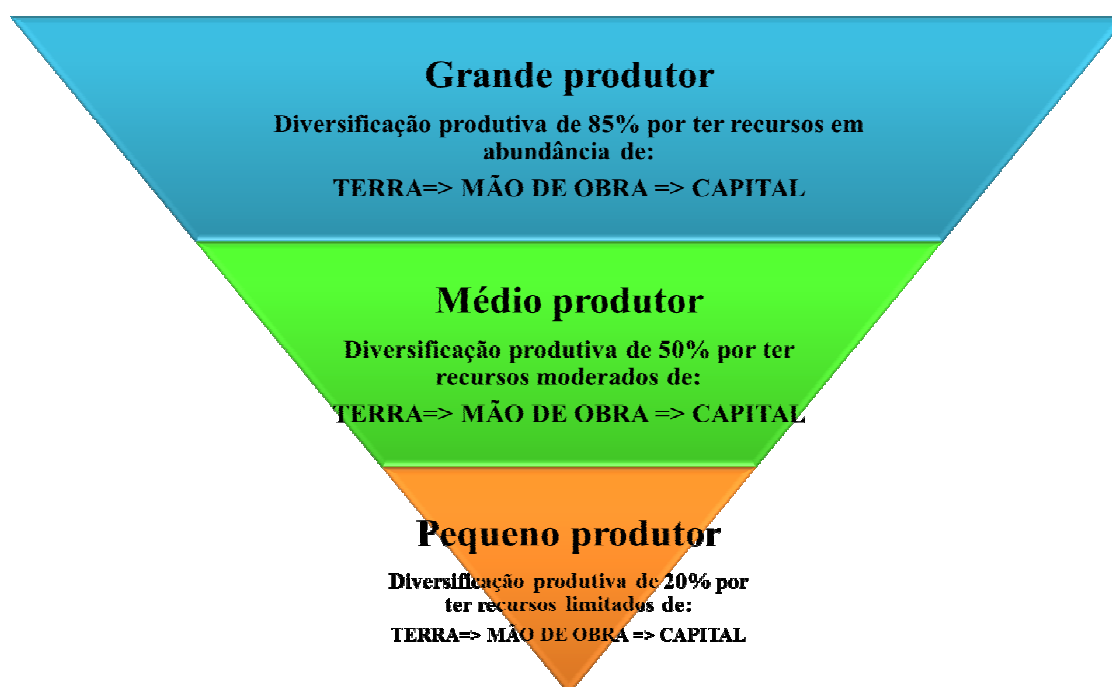 Grande produtor
Diversificação produtiva de 85% por ter recursos em
abundância de:
TERRA=> MÃO DE OBRA => CAPITAL
Médio produtor
Diversificação produtiva de 50% por ter
recursos moderados de:
TERRA=> MÃO DE OBRA => CAPITAL
Pequeno produtor
Diversificação produtiva de 20% por
ter recursos limitados de:
TERRA=> MÃO DE OBRA => CAPITAL